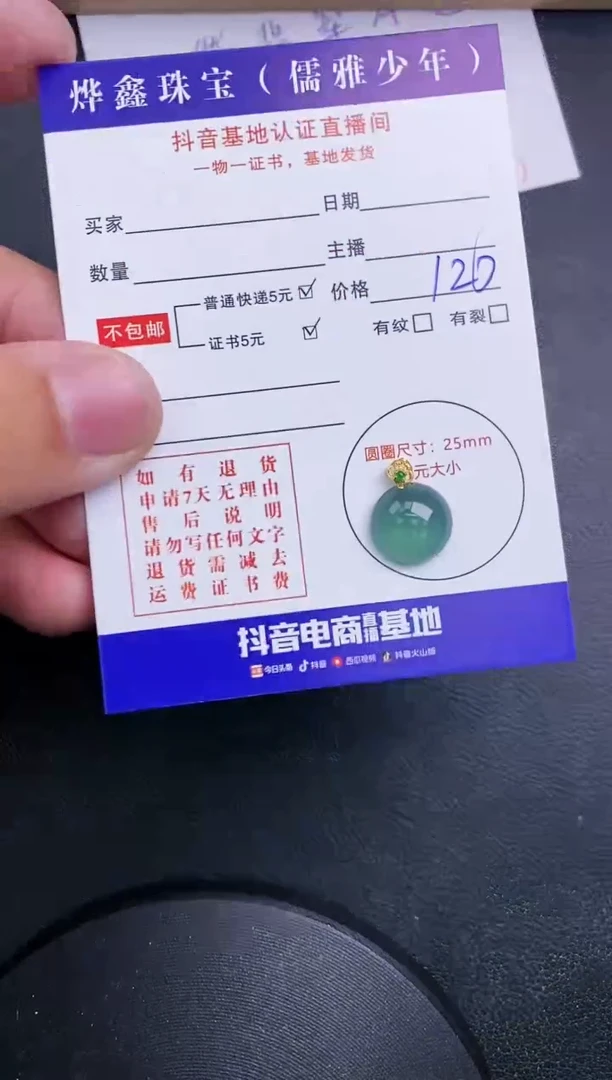 烨鑫珠宝（儒雅少年）
抖音基地认证直播间
一物一证书，基地发货
买家 日期
数量 主播
不包邮 普通快递5元 价格 120
证书5元 有纹 有裂
圆圈尺寸：25mm
元大小
如有退货
申请7天无理由
售后说明
请勿写任何文字
退货需减去
运费证书费
抖音电商直播基地
今日头条 抖音 西瓜视频 抖音火山版